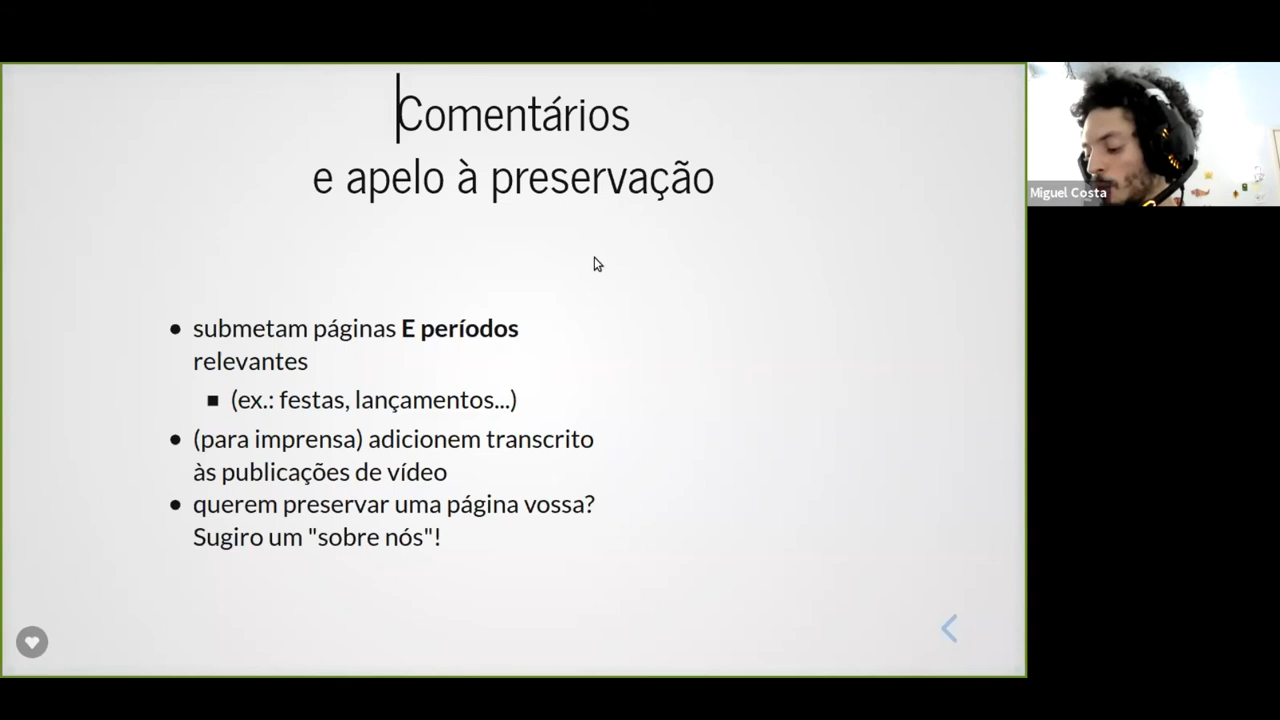 Comentários
e apelo à preservação
submetam páginas E períodos
relevantes
(ex.: festas, lançamentos...)
(para imprensa) adicionem transcrito
às publicações de vídeo
querem preservar uma página vossa?
Sugiro um "sobre nós"!
Miguel Costa